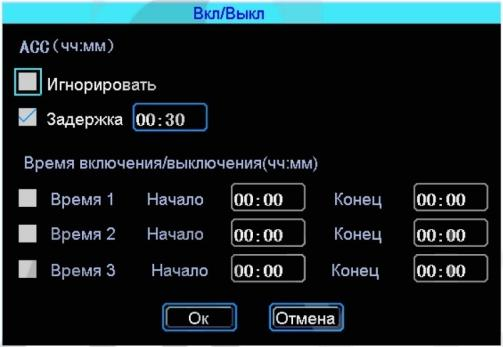 Вкл/Выкл
ACC (чч:мм)
Игнорировать
Задержка 00:30
Время включения/выключения(чч:мм)
Время 1 Начало 00:00 Конец 00:00
Время 2 Начало 00:00 Конец 00:00
Время 3 Начало 00:00 Конец 00:00
Ок Отмена